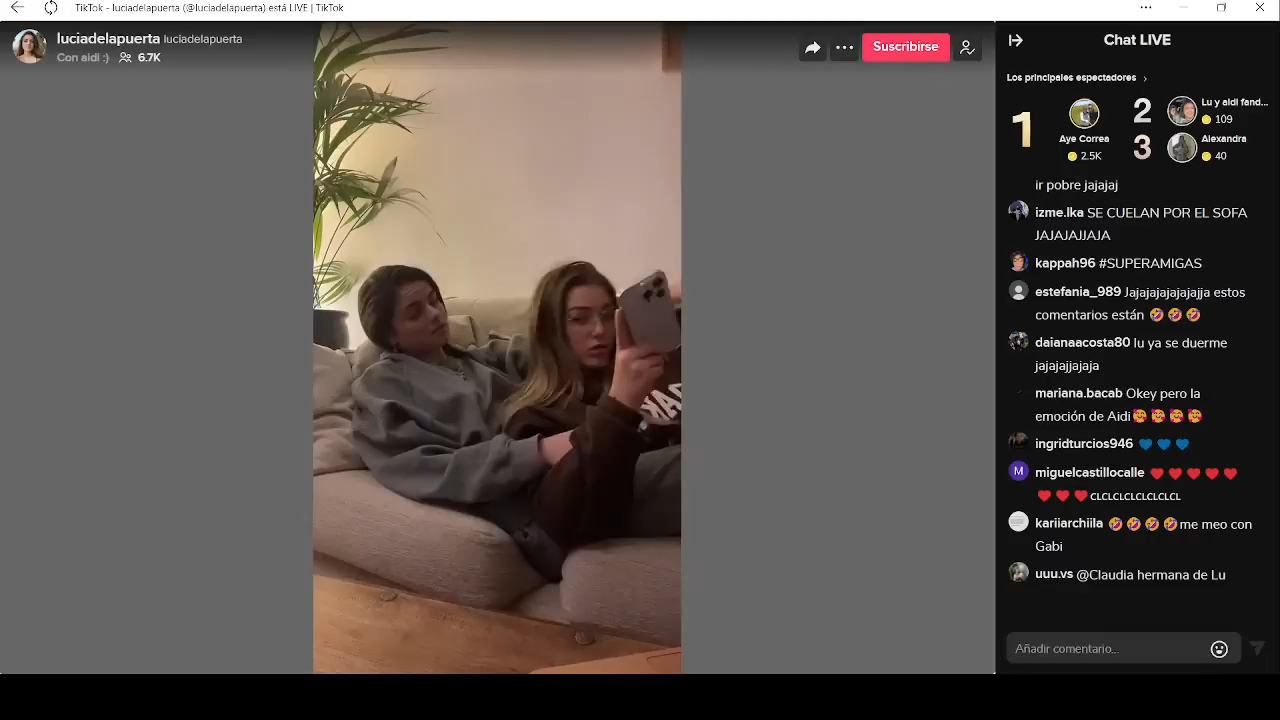 TikTok - luciadelapuerta (@luciadelapuerta) está LIVE | TikTok
luciadelapuerta luciadelapuerta
Con aidi :) 6.7K
Suscribirse
Chat LIVE
Los principales espectadores
1
Aye Correa
2.5K
2
Lu y aidi fand...
109
3
Alexandra
40
ir pobre jajajaj
izme.lka SE CUELAN POR EL SOFA
JAJAJAJJAJA
kappah96 #SUPERAMIGAS
estefania_989 Jajajajajajajja estos
comentarios están 🤣🤣🤣
daianaacosta80 lu ya se duerme
jajajajjajaja
mariana.bacab Okey pero la
emoción de Aidi🥰🥰🥰🥰
ingridturcios946 💙💙💙
M
miguelcastillocalle ❤️❤️❤️❤️❤️
❤️❤️❤️CLCLCLCLCLCLCL
kariiarchiila 🤣🤣🤣🤣me meo con
Gabi
uuu.vs @Claudia hermana de Lu
Añadir comentario...